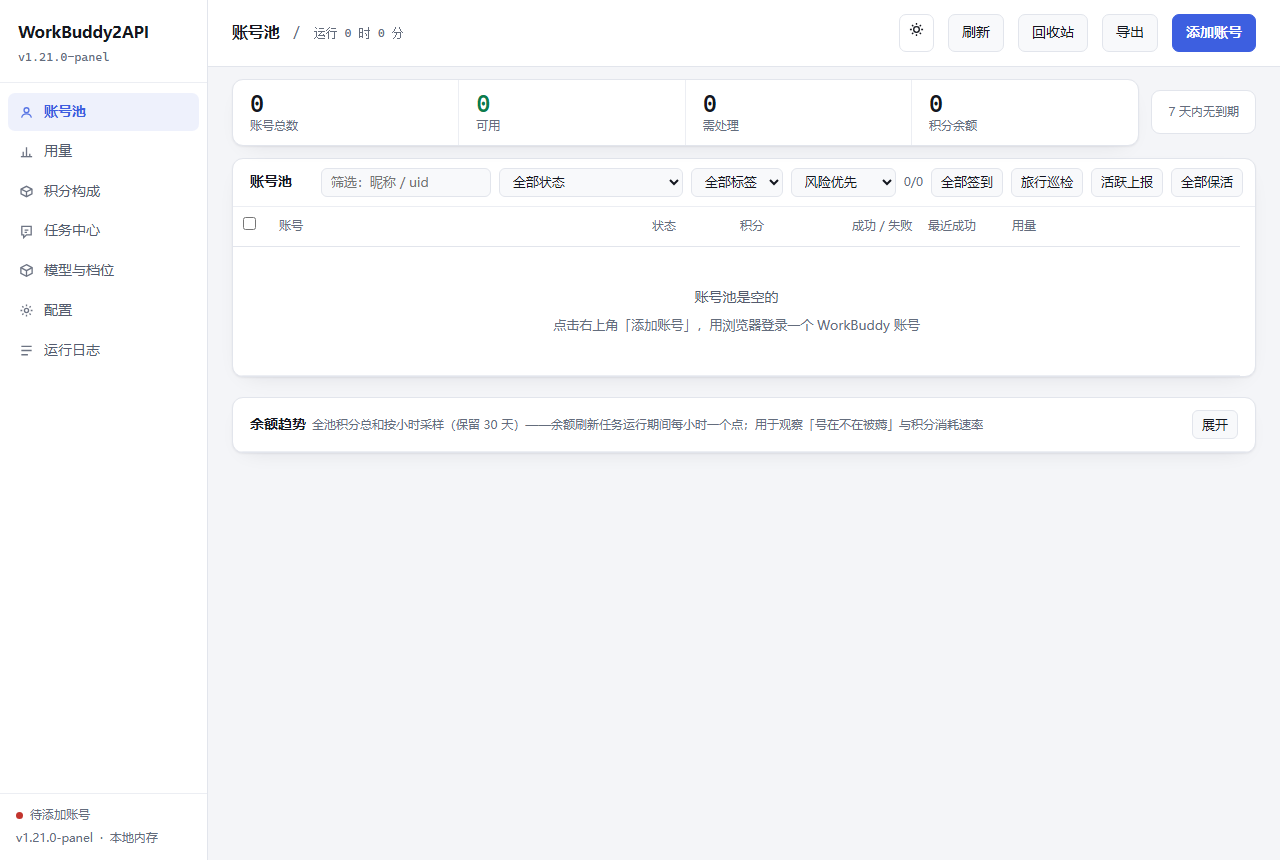 WorkBuddy2API
v1.21.0-panel
账号池
用量
积分构成
任务中心
模型与档位
配置
运行日志
待添加账号
v1.21.0-panel · 本地内存
账号池 / 运行 0 时 0 分
刷新 回收站 导出 添加账号
0 0 0 0
账号总数 可用 需处理 积分余额
7 天内无到期
账号池 筛选：昵称 / uid 全部状态 全部标签 风险优先 0/0 全部签到 旅行巡检 活跃上报 全部保活
账号 状态 积分 成功 / 失败 最近成功 用量
账号池是空的
点击右上角「添加账号」，用浏览器登录一个 WorkBuddy 账号
余额趋势 全池积分总和按小时采样（保留 30 天）——余额刷新任务运行期间每小时一个点；用于观察「号在不在被薅」与积分消耗速率 展开